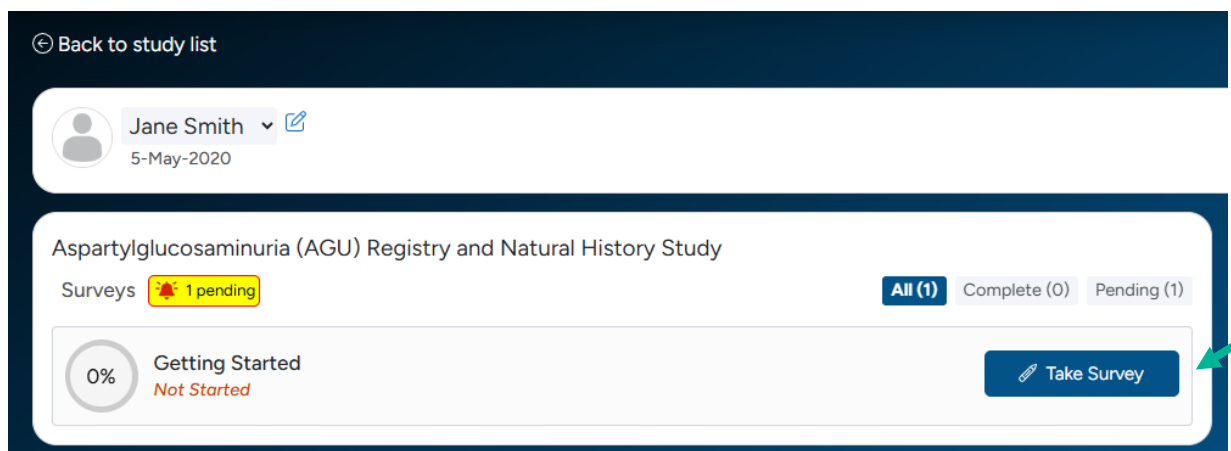 Back to study list
Jane Smith
5-May-2020
Aspartylglucosaminuria (AGU) Registry and Natural History Study
Surveys 1 pending All (1) Complete (0) Pending (1)
0% Getting Started Take Survey
Not Started